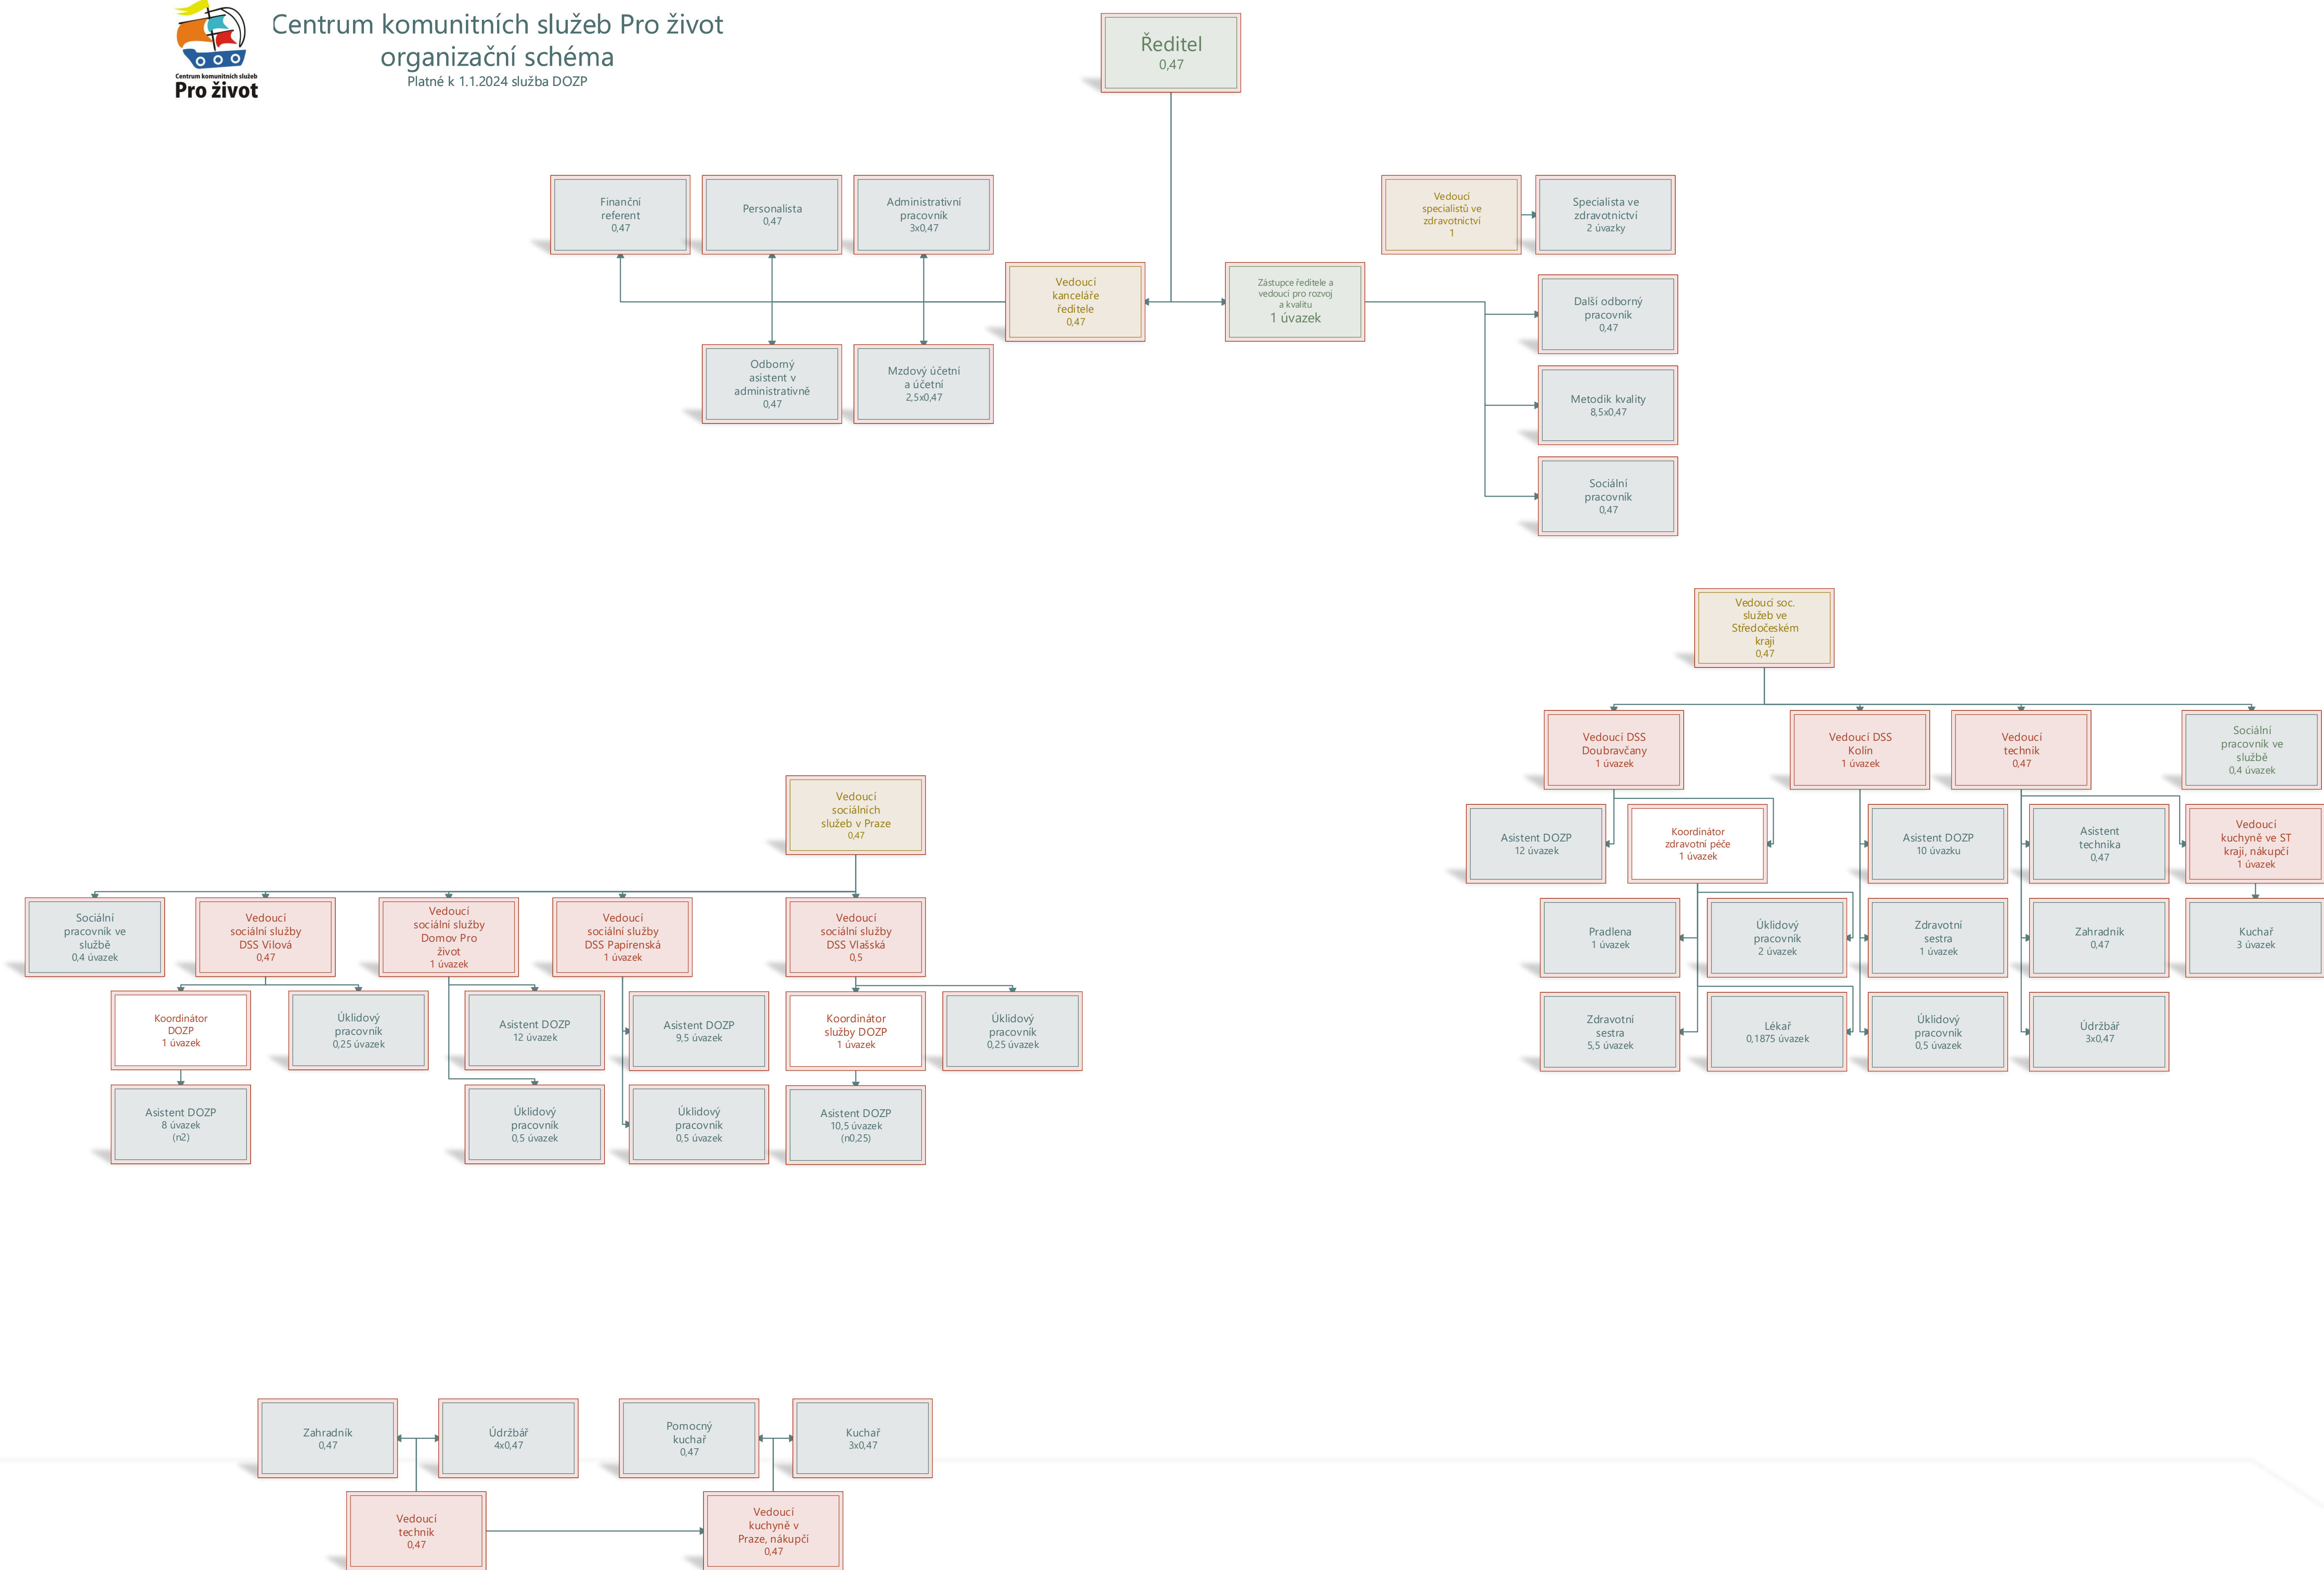 Centrum komunitních služeb Pro život
organizační schéma
Platné k 1.1.2024 služba DOZP
Centrum komunitních služeb
Pro život
Ředitel
0,47
Finanční
referent
0,47
Personalista
0,47
Administrativní
pracovník
3x0,47
Vedoucí
specialistů ve
zdravotnictví
1
Specialista ve
zdravotnictví
2 úvazky
Vedoucí
kanceláře
ředitele
0,47
Zástupce ředitele a
vedoucí pro rozvoj
a kvalitu
1 úvazek
Další odborný
pracovník
0,47
Odborný
asistent v
administrativně
0,47
Mzdový účetní
a účetní
2,5x0,47
Metodik kvality
8,5x0,47
Sociální
pracovník
0,47
Vedoucí soc.
služeb ve
Středočeském
kraji
0,47
Vedoucí DSS
Doubravčany
1 úvazek
Vedoucí DSS
Kolín
1 úvazek
Vedoucí
technik
0,47
Sociální
pracovník ve
službě
0,4 úvazek
Asistent DOZP
12 úvazek
Koordinátor
zdravotní péče
1 úvazek
Asistent DOZP
10 úvazku
Asistent
technika
0,47
Vedoucí
kuchyně ve ST
kraji, nákupčí
1 úvazek
Pradlena
1 úvazek
Úklidový
pracovník
2 úvazek
Zdravotní
sestra
1 úvazek
Zahradník
0,47
Kuchař
3 úvazek
Zdravotní
sestra
5,5 úvazek
Lékař
0,1875 úvazek
Úklidový
pracovník
0,5 úvazek
Údržbář
3x0,47
Vedoucí
sociálních
služeb v Praze
0,47
Sociální
pracovník ve
službě
0,4 úvazek
Vedoucí
sociální služby
DSS Vilová
0,47
Vedoucí
sociální služby
Domov Pro
život
1 úvazek
Vedoucí
sociální služby
DSS Papírenská
1 úvazek
Vedoucí
sociální služby
DSS Vlašská
0,5
Koordinátor
DOZP
1 úvazek
Úklidový
pracovník
0,25 úvazek
Asistent DOZP
12 úvazek
Asistent DOZP
9,5 úvazek
Koordinátor
služby DOZP
1 úvazek
Úklidový
pracovník
0,25 úvazek
Asistent DOZP
8 úvazek
(n2)
Úklidový
pracovník
0,5 úvazek
Úklidový
pracovník
0,5 úvazek
Asistent DOZP
10,5 úvazek
(n0,25)
Zahradník
0,47
Údržbář
4x0,47
Pomocný
kuchař
0,47
Kuchař
3x0,47
Vedoucí
technik
0,47
Vedoucí
kuchyně v
Praze, nákupčí
0,47